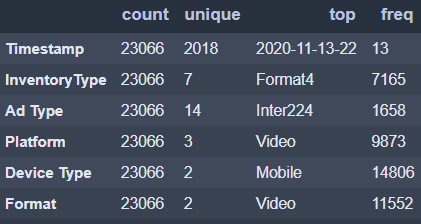 count unique top freq
Timestamp 23066 2018 2020-11-13-22 13
InventoryType 23066 7 Format4 7165
Ad Type 23066 14 Inter224 1658
Platform 23066 3 Video 9873
Device Type 23066 2 Mobile 14806
Format 23066 2 Video 11552